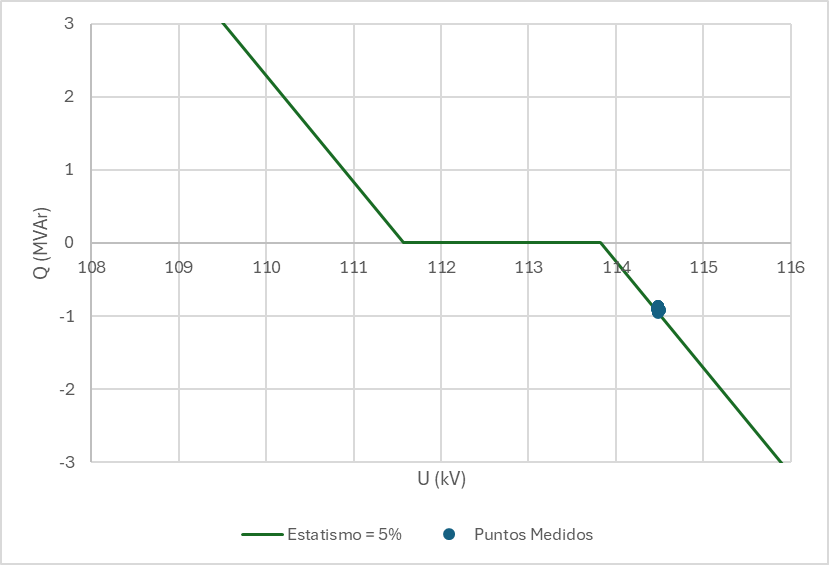 3
2
1
0
108 109 110 111 112 113 114 115 116
-1
-2
-3
Q (MVAr)
U (kV)
Estatismo = 5% Puntos Medidos